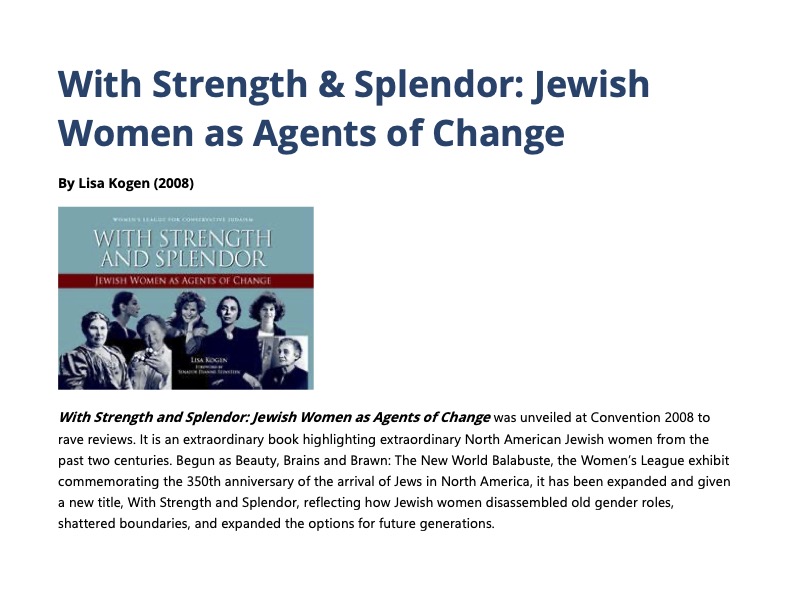 With Strength & Splendor: Jewish
Women as Agents of Change
By Lisa Kogen (2008)
WOMEN'S LEAGUE FOR CONSERVATIVE JUDAISM
WITH STRENGTH
AND SPLENDOR
JEWISH WOMEN AS AGENTS OF CHANGE
LISA KOGEN
FOREWORD BY
SENATOR DIANNE FEINSTEIN
With Strength and Splendor: Jewish Women as Agents of Change was unveiled at Convention 2008 to
rave reviews. It is an extraordinary book highlighting extraordinary North American Jewish women from the
past two centuries. Begun as Beauty, Brains and Brawn: The New World Balabuste, the Women’s League exhibit
commemorating the 350th anniversary of the arrival of Jews in North America, it has been expanded and given
a new title, With Strength and Splendor, reflecting how Jewish women disassembled old gender roles,
shattered boundaries, and expanded the options for future generations.